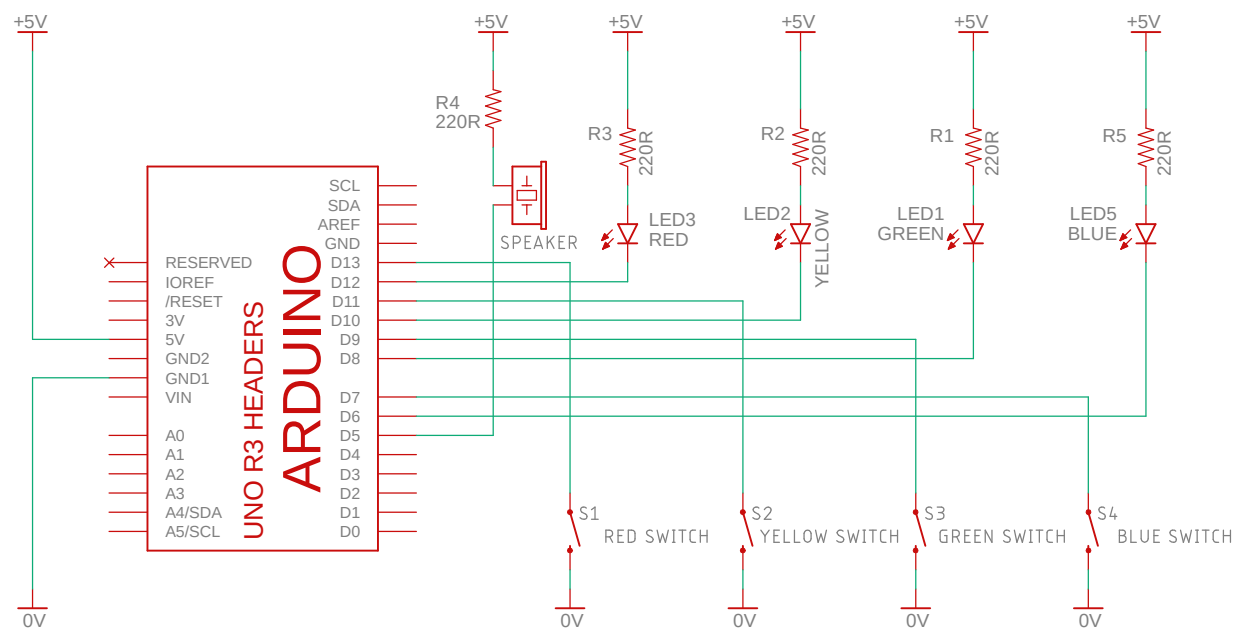 +5V
+5V
+5V
+5V
+5V
+5V
R4
220R
R3
220R
R2
220R
R1
220R
R5
220R
LED3
RED
LED2
YELLOW
LED1
GREEN
LED5
BLUE
SPEAKER
RESERVED
IOREF
/RESET
3V
5V
GND2
GND1
VIN
A0
A1
A2
A3
A4/SDA
A5/SCL
UNO R3 HEADERS
ARDUINO
SCL
SDA
AREF
GND
D13
D12
D11
D10
D9
D8
D7
D6
D5
D4
D3
D2
D1
D0
S1
RED SWITCH
S2
YELLOW SWITCH
S3
GREEN SWITCH
S4
BLUE SWITCH
0V
0V
0V
0V
0V